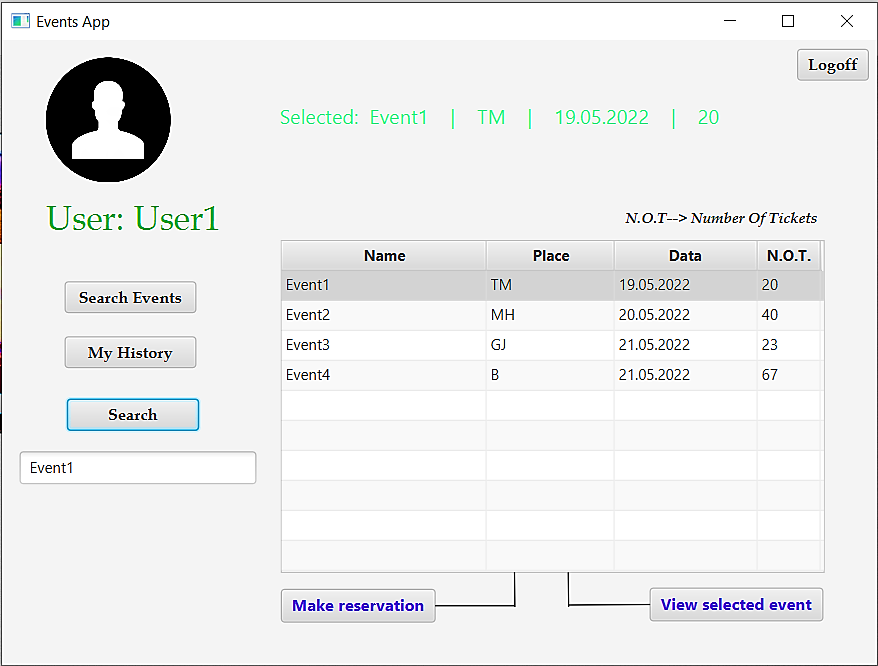 Events App
Logoff
Selected: Event1 | TM | 19.05.2022 | 20
User: User1
N.O.T--> Number Of Tickets
Name Place Data N.O.T.
Event1 TM 19.05.2022 20
Event2 MH 20.05.2022 40
Event3 GJ 21.05.2022 23
Event4 B 21.05.2022 67
Search Events
My History
Search
Event1
Make reservation
View selected event